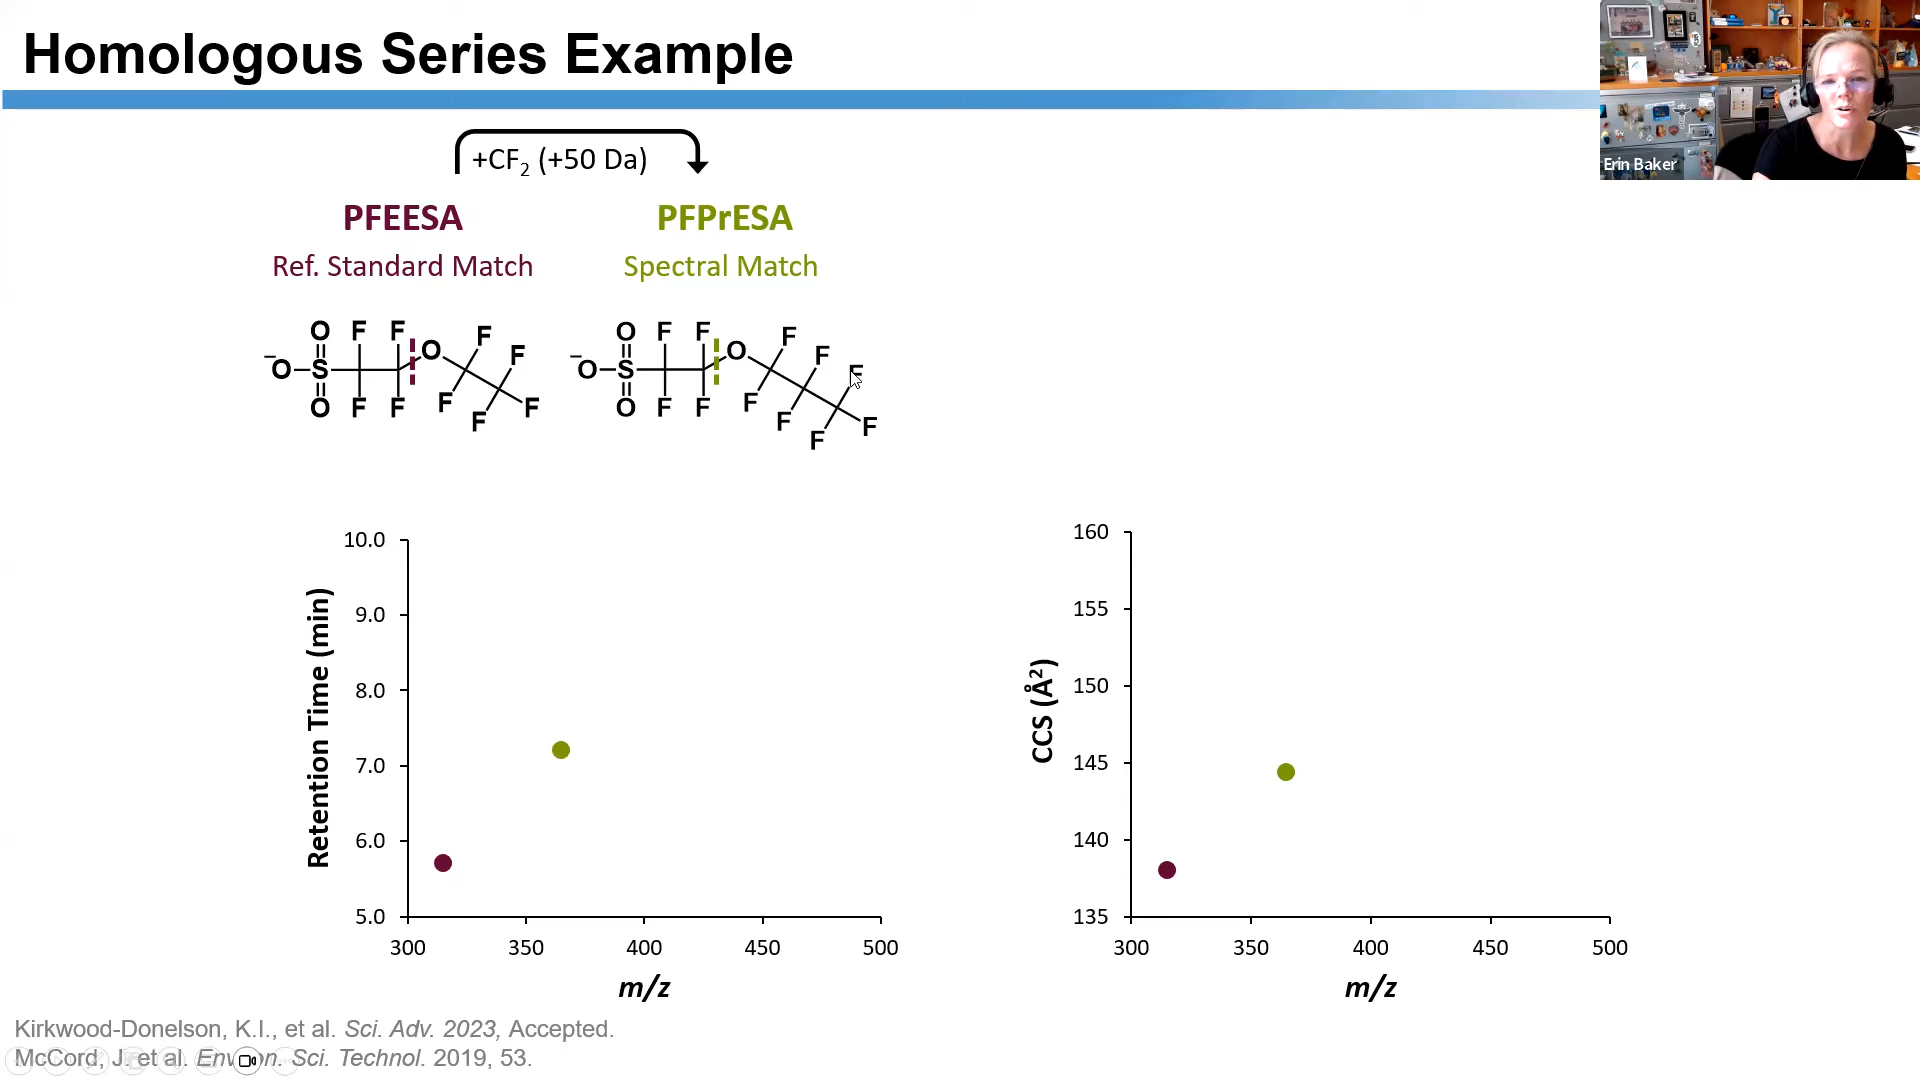 Homologous Series Example
Erin Baker
+CF2 (+50 Da)
PFEESA
Ref. Standard Match
PFPrESA
Spectral Match
O F F
−O S O F F
O F F F F F
O F F
−O S O F F F
O F F F F F F
10.0
9.0
8.0
7.0
6.0
5.0
Retention Time (min)
300 350 400 450 500
m/z
160
155
150
145
140
135
CCS (Å2)
300 350 400 450 500
m/z
Kirkwood-Donelson, K.I., et al. Sci. Adv. 2023, Accepted.
McCord, J. et al. Environ. Sci. Technol. 2019, 53.